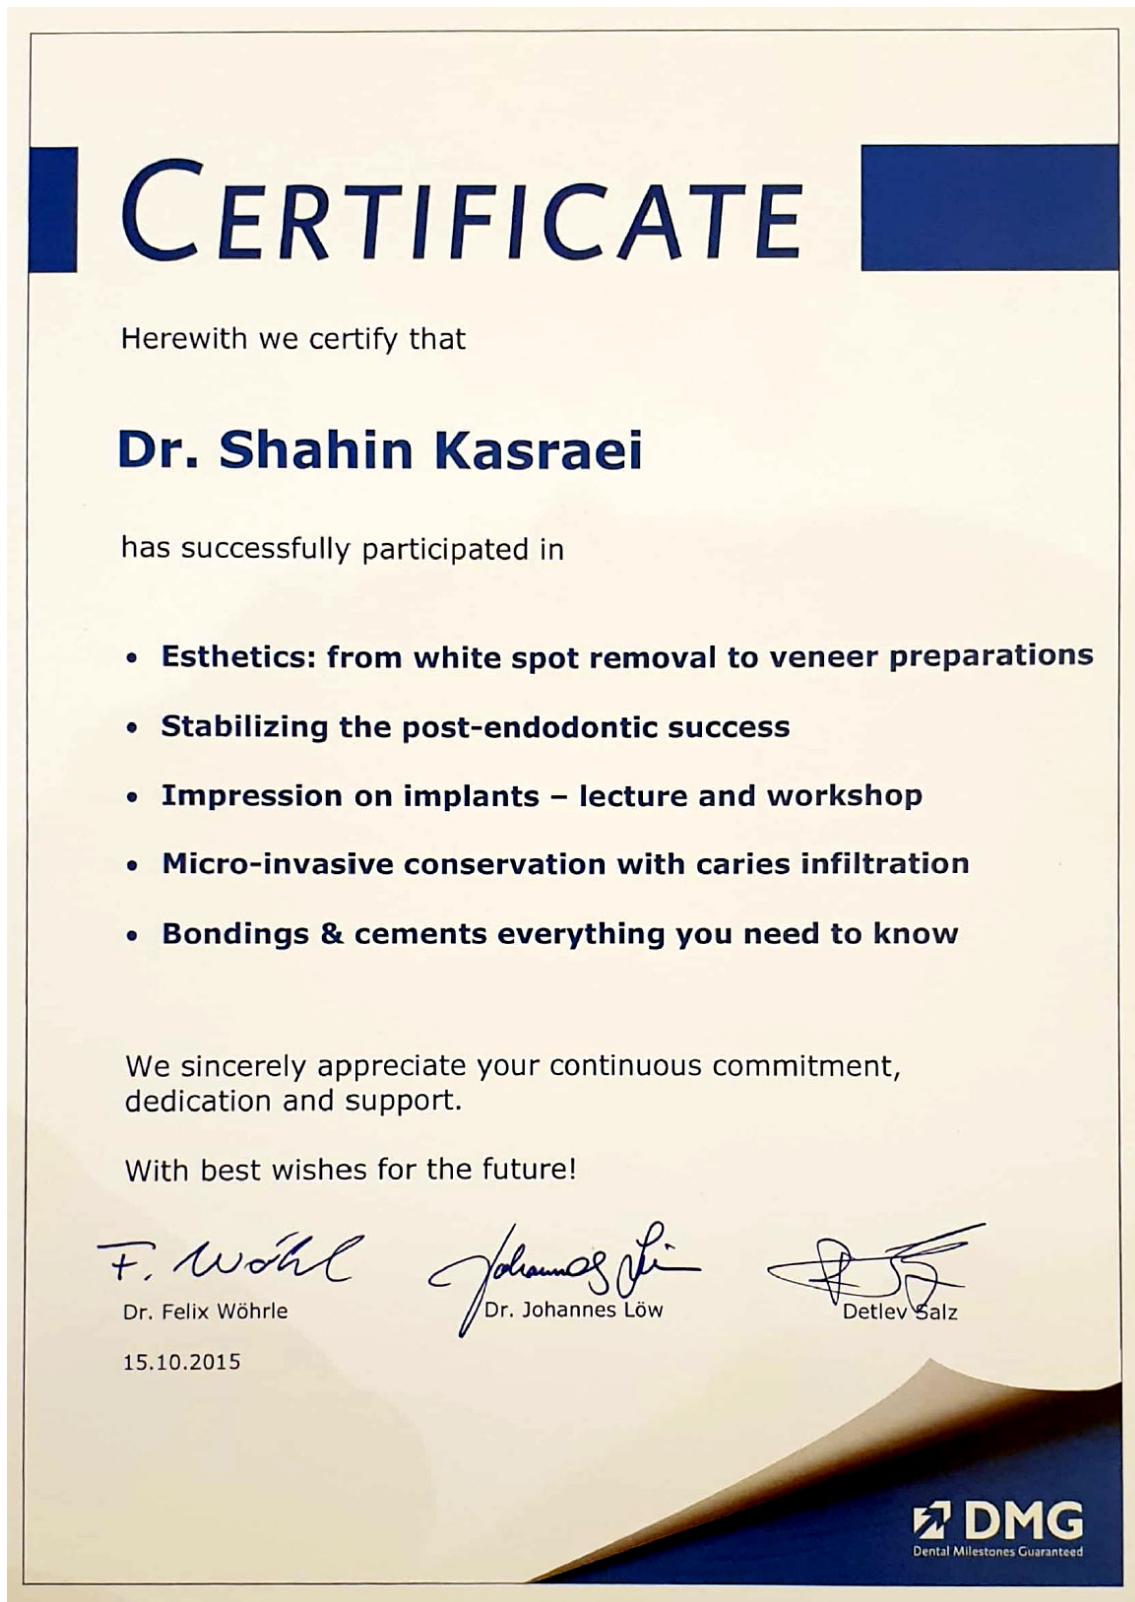 CERTIFICATE
Herewith we certify that
Dr. Shahin Kasraei
has successfully participated in
• Esthetics: from white spot removal to veneer preparations
• Stabilizing the post-endodontic success
• Impression on implants – lecture and workshop
• Micro-invasive conservation with caries infiltration
• Bondings & cements everything you need to know
We sincerely appreciate your continuous commitment,
dedication and support.
With best wishes for the future!
F. Wöhrl
Dr. Felix Wöhrle
Johannes Löw
Dr. Johannes Löw
Detlev Salz
15.10.2015
DMG
Dental Milestones Guaranteed